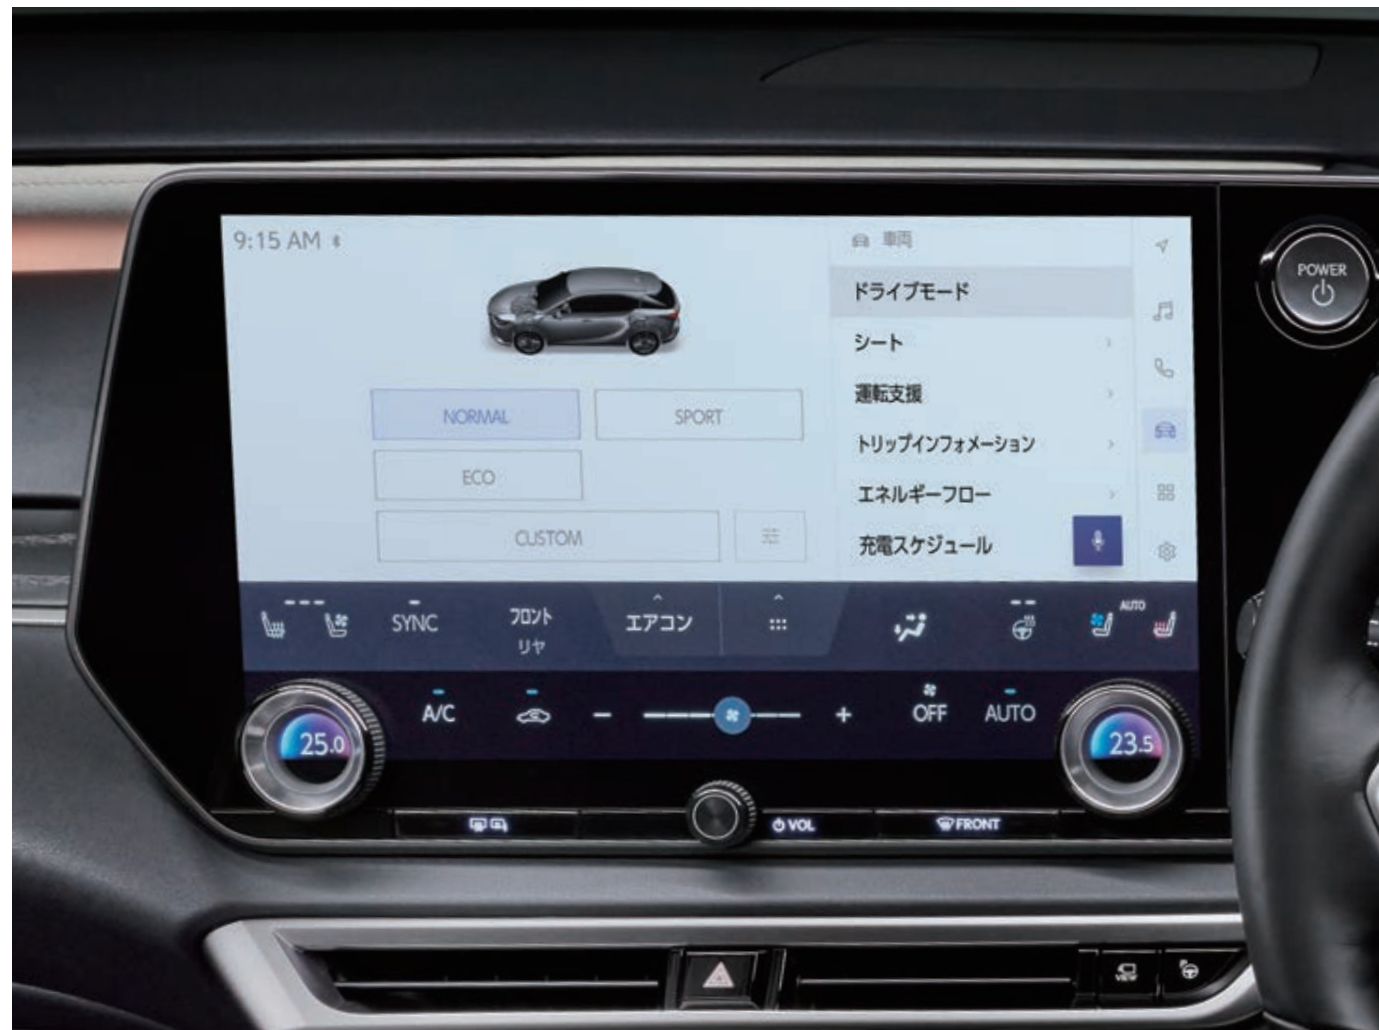 9:15 AM
車両
POWER
ドライブモード
シート
運転支援
トリップインフォメーション
エネルギーフロー
充電スケジュール
NORMAL
SPORT
ECO
CUSTOM
SYNC
フロント
リヤ
エアコン
AUTO
A/C
OFF
AUTO
25.0
23.5
VOL
FRONT
VIEW